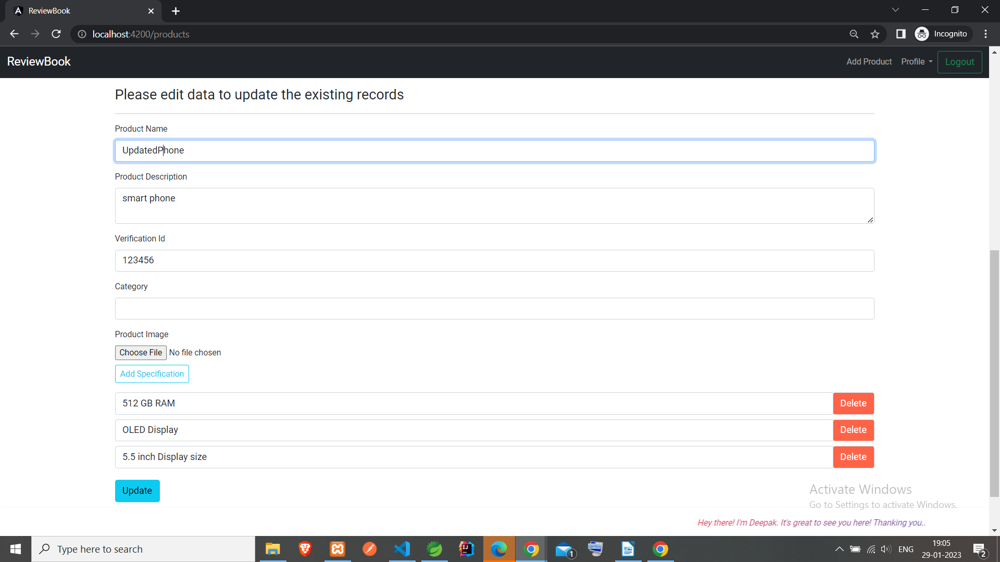 ReviewBook
localhost:4200/products
Incognito
ReviewBook
Add Product
Profile
Logout
Please edit data to update the existing records
Product Name
UpdatedPhone
Product Description
smart phone
Verification Id
123456
Category
Product Image
Choose File No file chosen
Add Specification
512 GB RAM
Delete
OLED Display
Delete
5.5 inch Display size
Delete
Update
Activate Windows
Go to Settings to activate Windows.
Hey there! I'm Deepak. It's great to see you here! Thanking you..
Type here to search
1
ENG
19:05
29-01-2023
2